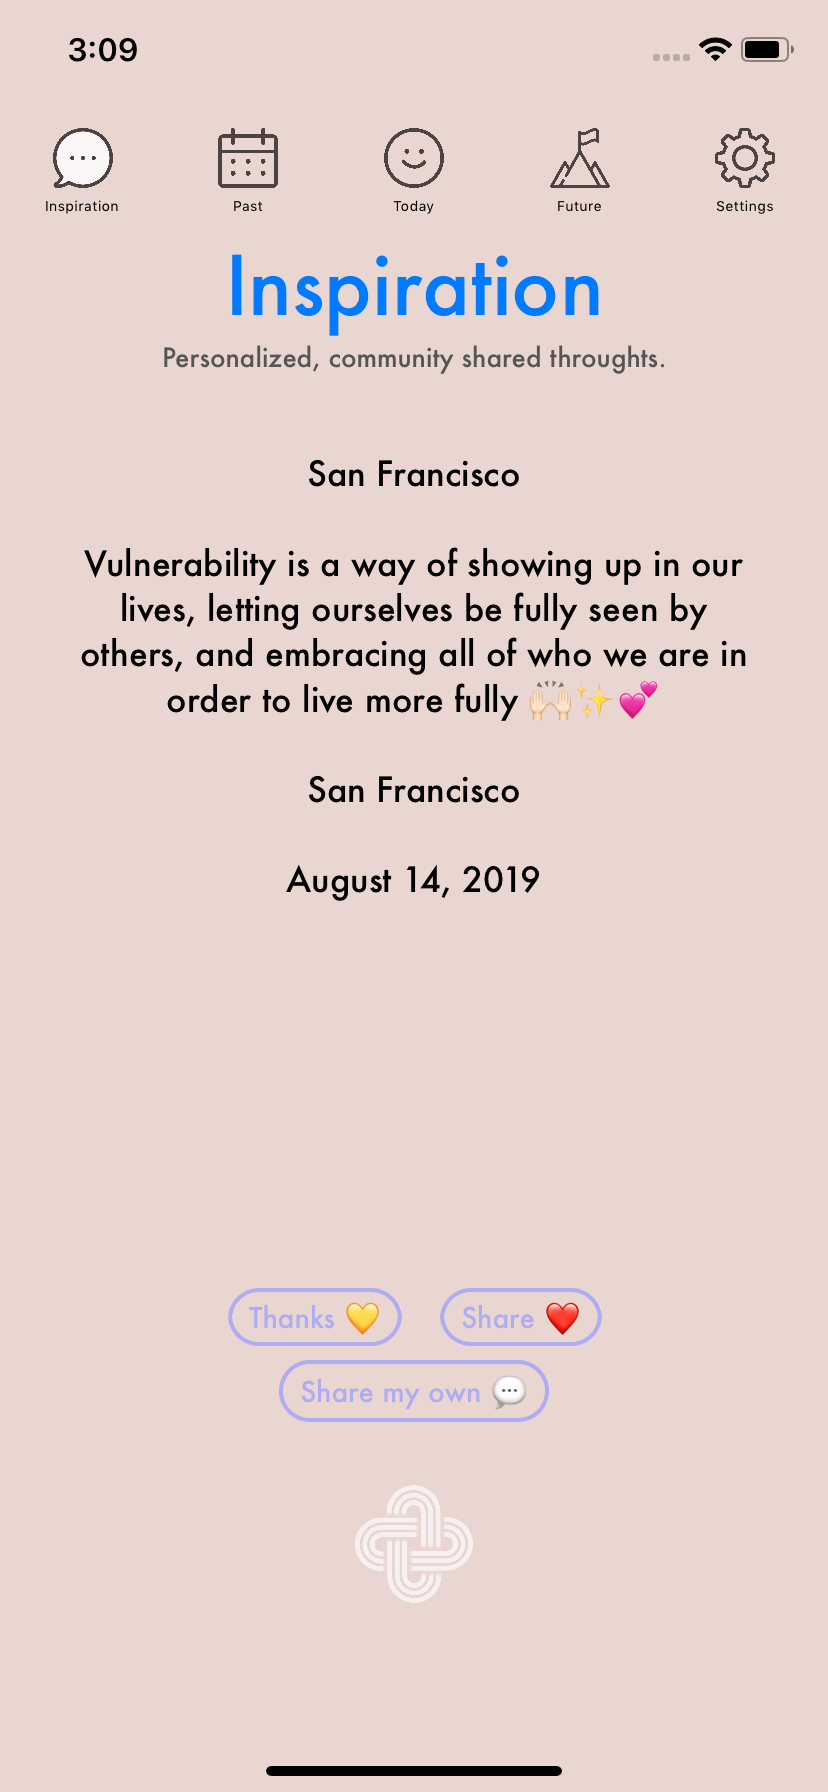 3:09
Inspiration
Past
Today
Future
Settings
Inspiration
Personalized, community shared throughts.
San Francisco
Vulnerability is a way of showing up in our
lives, letting ourselves be fully seen by
others, and embracing all of who we are in
order to live more fully 🙌🏻✨💕
San Francisco
August 14, 2019
Thanks 💛
Share ❤️
Share my own 💬